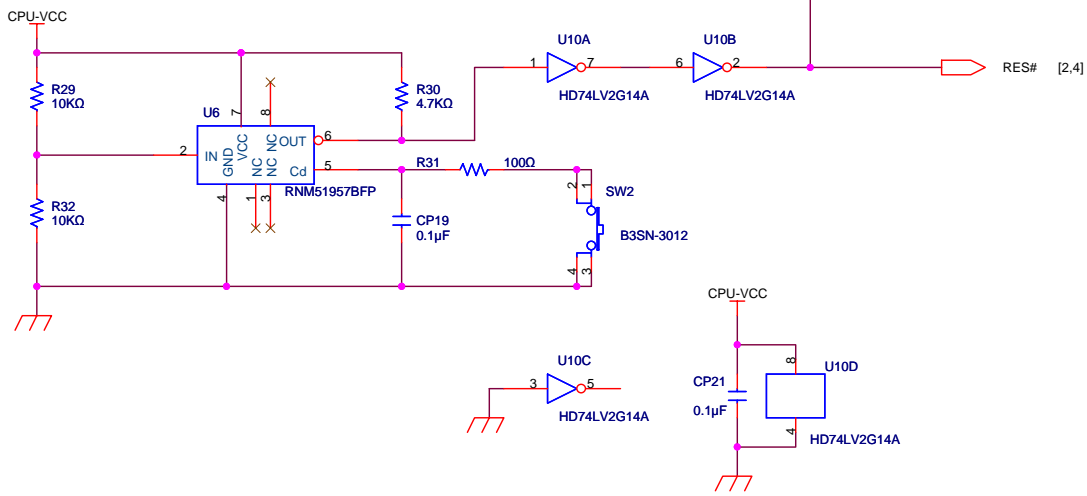 CPU-VCC
U10A
U10B
1
7
6
2
RES#
[2,4]
HD74LV2G14A
HD74LV2G14A
R29
10KΩ
R30
4.7KΩ
U6
7
8
VCC
NC
OUT
6
2
IN
GND
NC
NC
Cd
5
RNM51957BFP
4
1
3
R31
100Ω
R32
10KΩ
CP19
0.1µF
2
1
SW2
B3SN-3012
4
3
CPU-VCC
U10C
3
5
HD74LV2G14A
CP21
0.1µF
8
U10D
4
HD74LV2G14A